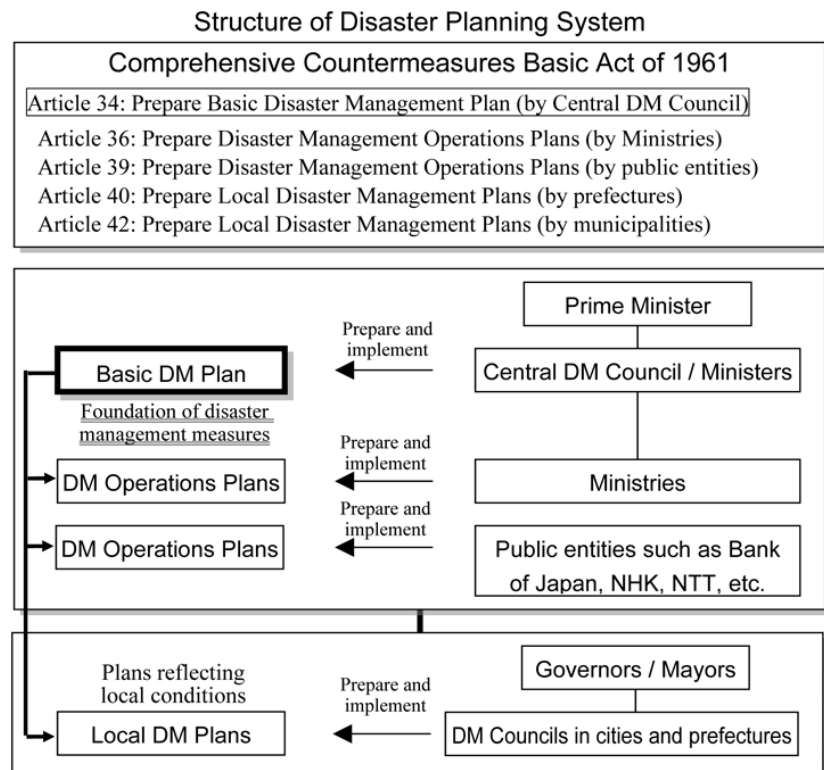 Structure of Disaster Planning System
Comprehensive Countermeasures Basic Act of 1961
Article 34: Prepare Basic Disaster Management Plan (by Central DM Council)
Article 36: Prepare Disaster Management Operations Plans (by Ministries)
Article 39: Prepare Disaster Management Operations Plans (by public entities)
Article 40: Prepare Local Disaster Management Plans (by prefectures)
Article 42: Prepare Local Disaster Management Plans (by municipalities)
Prime Minister
Prepare and
implement
Basic DM Plan
Central DM Council / Ministers
Foundation of disaster
management measures
Prepare and
implement
DM Operations Plans
Ministries
Prepare and
implement
DM Operations Plans
Public entities such as Bank
of Japan, NHK, NTT, etc.
Plans reflecting
local conditions
Prepare and
implement
Governors / Mayors
Local DM Plans
DM Councils in cities and prefectures